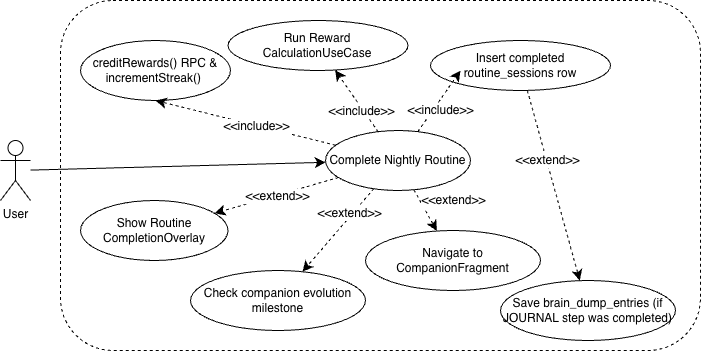 creditRewards() RPC &
incrementStreak()
Run Reward
CalculationUseCase
Insert completed
routine_sessions row
<<include>>
<<include>>
<<include>>
Complete Nightly Routine
<<extend>>
User
<<extend>>
<<extend>>
<<extend>>
Show Routine
CompletionOverlay
Navigate to
CompanionFragment
Check companion evolution
milestone
Save brain_dump_entries (if
JOURNAL step was completed)